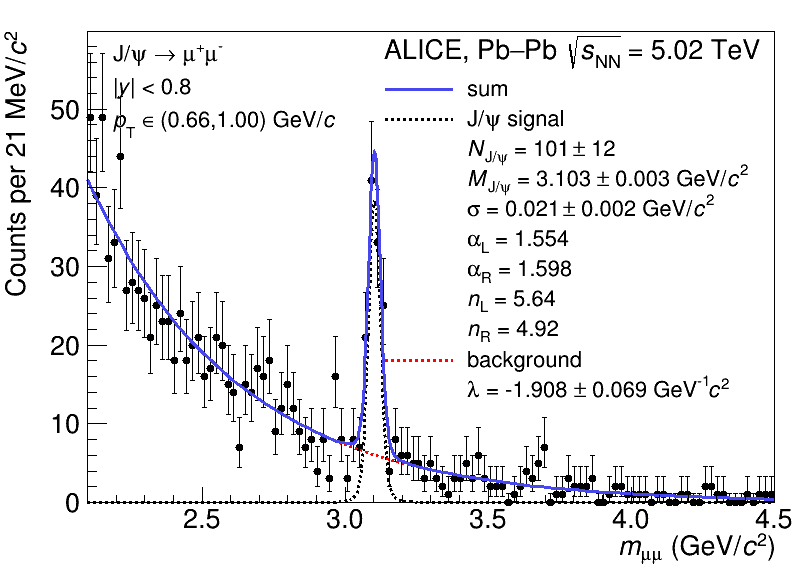 J/ψ → μ⁺μ⁻
|y| < 0.8
p_T ∈ (0.66,1.00) GeV/c
ALICE, Pb–Pb √s_NN = 5.02 TeV
sum
J/ψ signal
N_J/ψ = 101 ± 12
M_J/ψ = 3.103 ± 0.003 GeV/c²
σ = 0.021 ± 0.002 GeV/c²
α_L = 1.554
α_R = 1.598
n_L = 5.64
n_R = 4.92
background
λ = -1.908 ± 0.069 GeV⁻¹c²
Counts per 21 MeV/c²
50
40
30
20
10
0
2.5 3.0 3.5 4.0 4.5
m_μμ (GeV/c²)